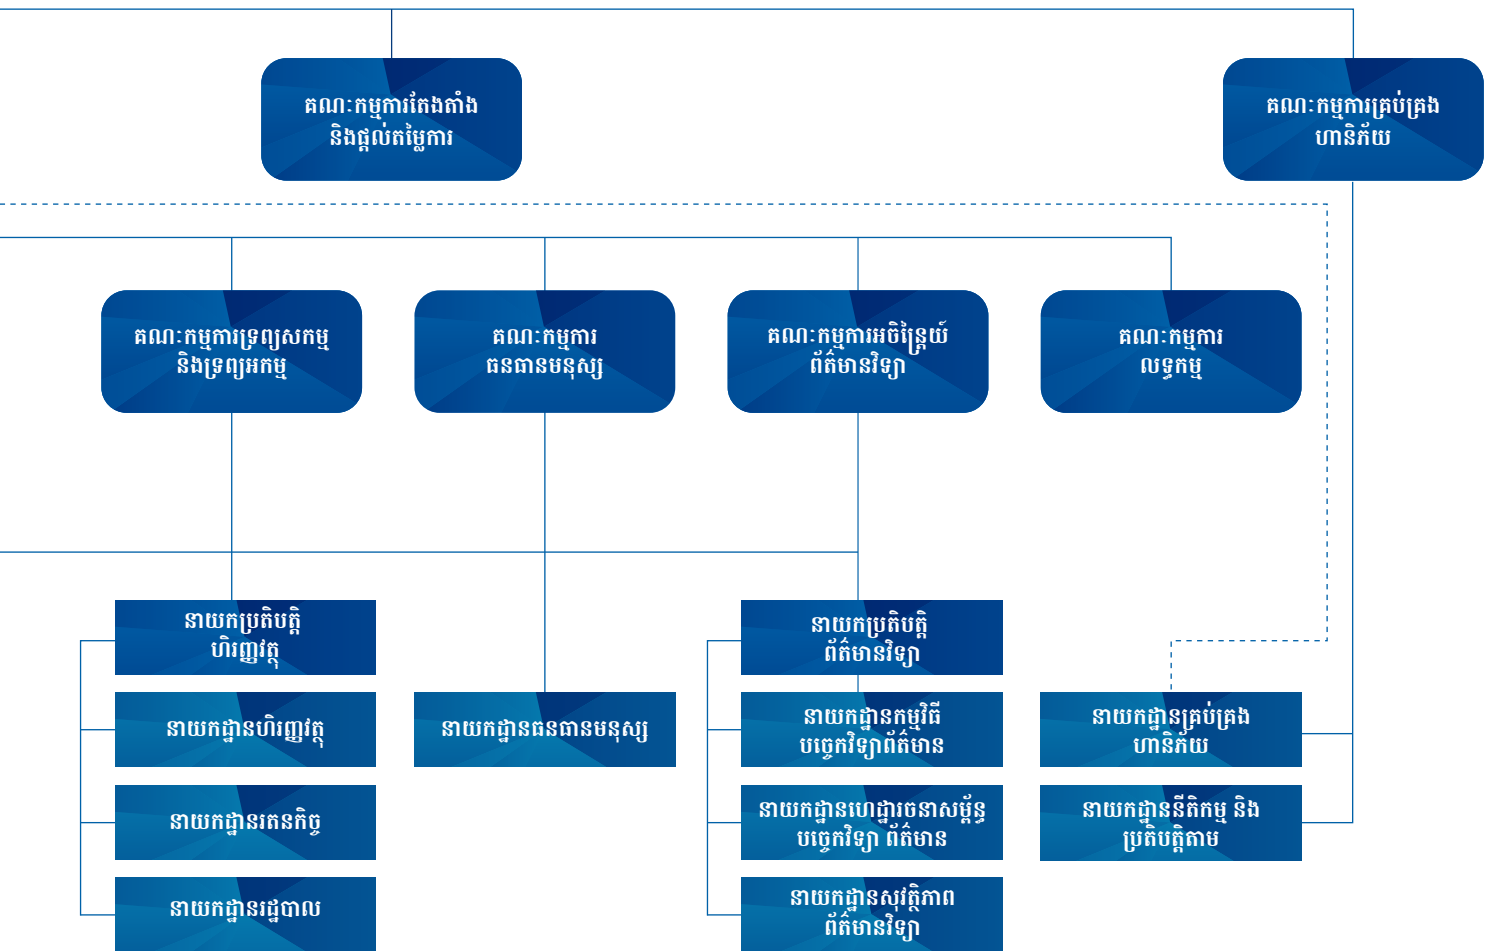 គណៈកម្មការតែងតាំង
និងផ្តល់តម្លៃការ
គណៈកម្មការគ្រប់គ្រង
ហានិភ័យ
គណៈកម្មការទ្រព្យសកម្ម
និងទ្រព្យអកម្ម
គណៈកម្មការ
ធនធានមនុស្ស
គណៈកម្មការអចិន្ត្រៃយ៍
ព័ត៌មានវិទ្យា
គណៈកម្មការ
លទ្ធកម្ម
នាយកប្រតិបត្តិ
ហិរញ្ញវត្ថុ
នាយកដ្ឋានហិរញ្ញវត្ថុ
នាយកដ្ឋានរតនកិច្ច
នាយកដ្ឋានរដ្ឋបាល
នាយកដ្ឋានធនធានមនុស្ស
នាយកប្រតិបត្តិ
ព័ត៌មានវិទ្យា
នាយកដ្ឋានកម្មវិធី
បច្ចេកវិទ្យាព័ត៌មាន
នាយកដ្ឋានហេដ្ឋារចនាសម្ព័ន្ធ
បច្ចេកវិទ្យា ព័ត៌មាន
នាយកដ្ឋានសុវត្ថិភាព
ព័ត៌មានវិទ្យា
នាយកដ្ឋានគ្រប់គ្រង
ហានិភ័យ
នាយកដ្ឋាននីតិកម្ម និង
ប្រតិបត្តិតាម